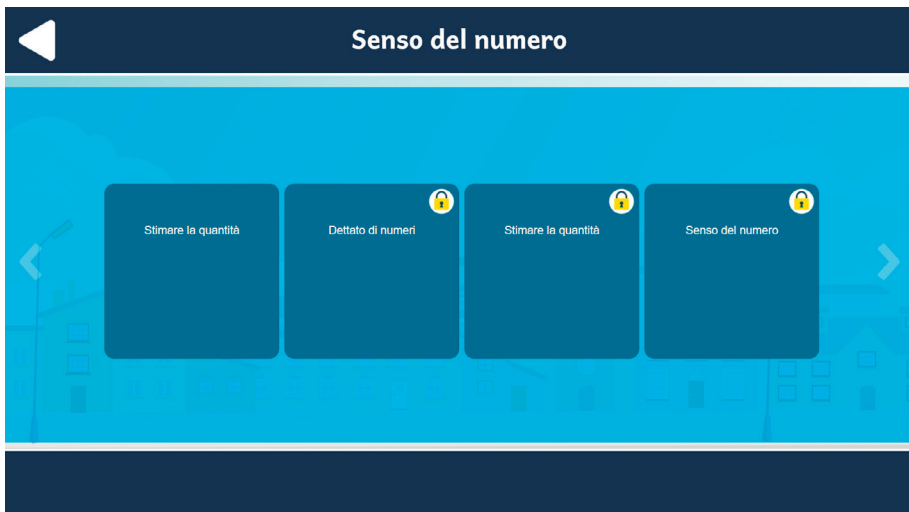 Senso del numero
Stimare la quantità
Dettato di numeri
Stimare la quantità
Senso del numero